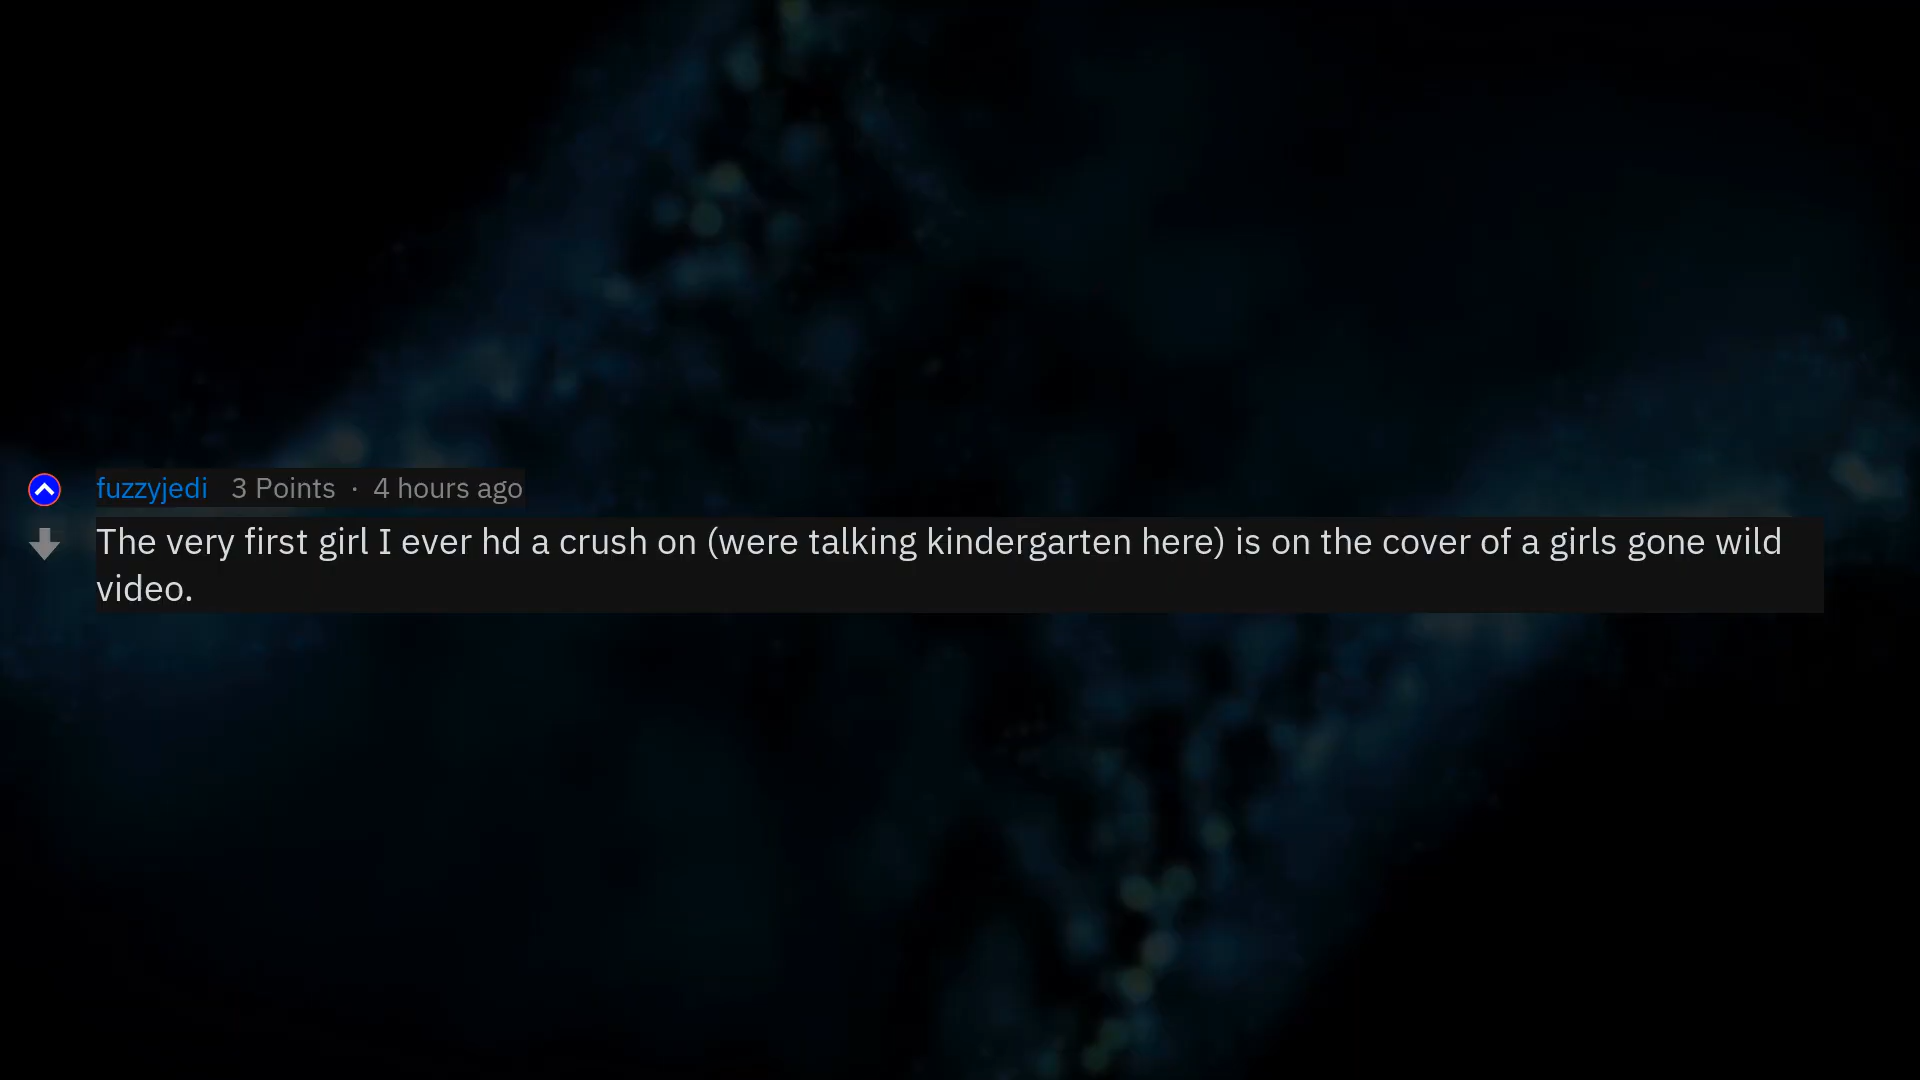 fuzzyjedi 3 Points · 4 hours ago
The very first girl I ever hd a crush on (were talking kindergarten here) is on the cover of a girls gone wild
video.